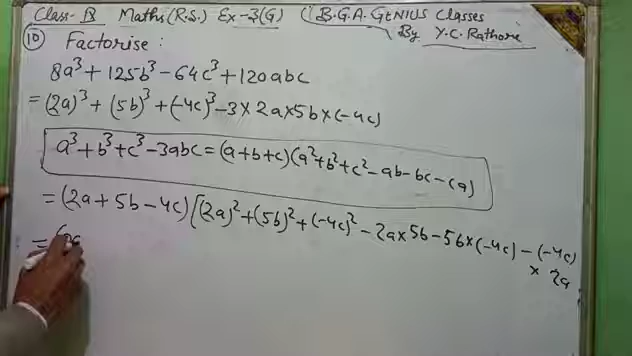 Class-IX Maths(R.S.) Ex-3(G) (B.G.A. GENIUS Classes
By Y.C. Rathore
(10) Factorise :
8a³ + 125b³ - 64c³ + 120abc
= (2a)³ + (5b)³ + (-4c)³ - 3 × 2a × 5b × (-4c)
a³ + b³ + c³ - 3abc = (a+b+c)(a² + b² + c² - ab - bc - ca)
= (2a + 5b - 4c) [(2a)² + (5b)² + (-4c)² - 2a × 5b - 5b × (-4c) - (-4c)
× 2a
= (2a